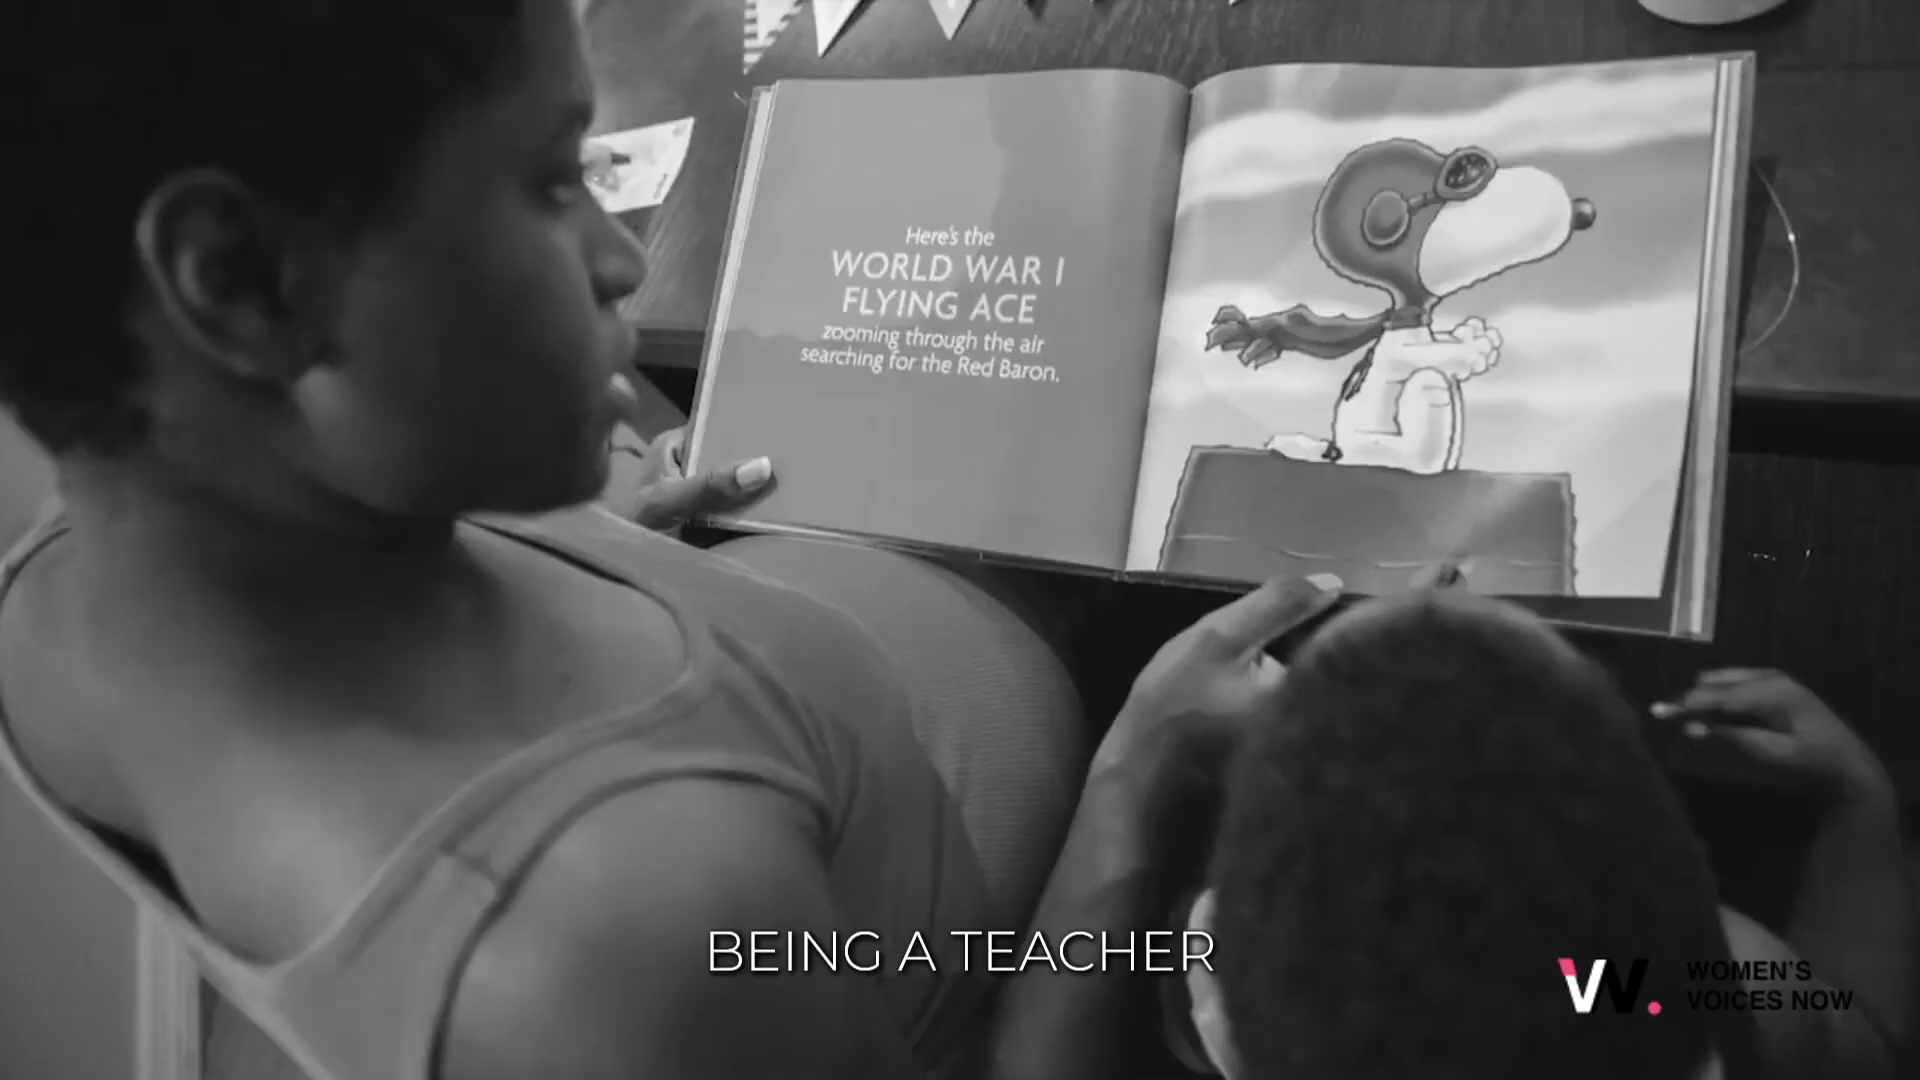 Here's the
WORLD WAR I
FLYING ACE
zooming through the air
searching for the Red Baron.
BEING A TEACHER
WOMEN'S
VOICES NOW